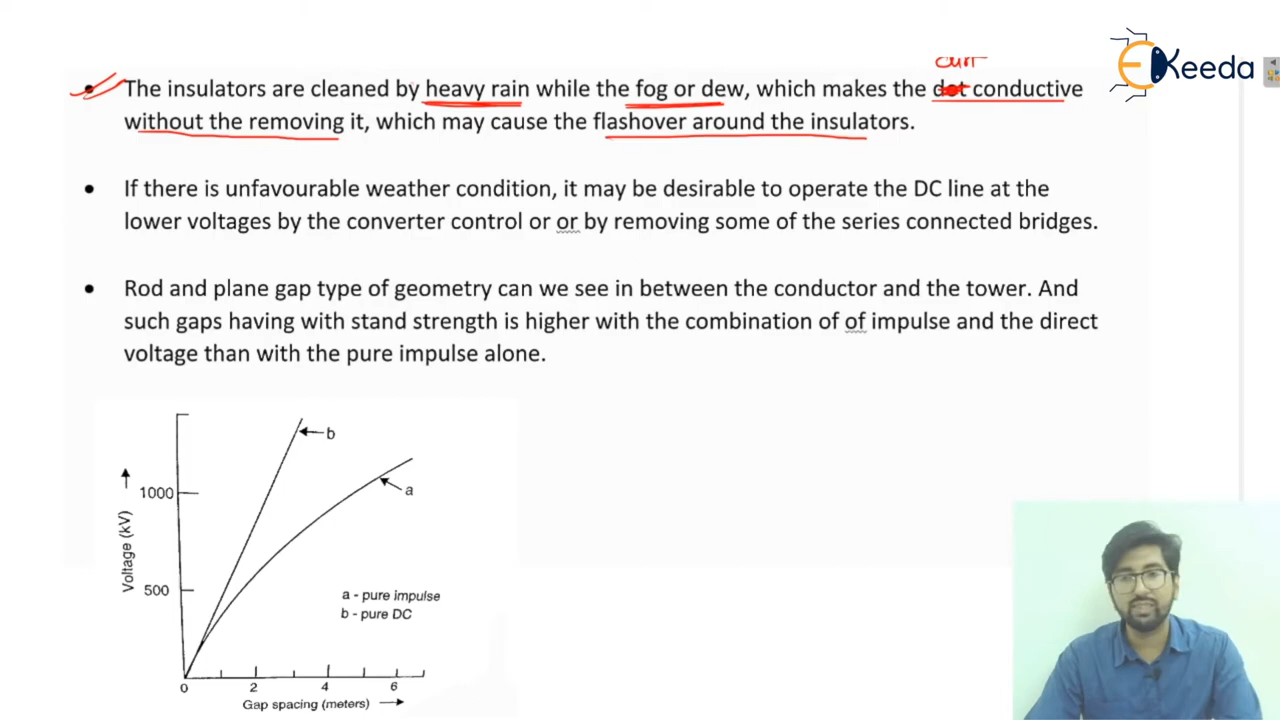 EKeeda
The insulators are cleaned by heavy rain while the fog or dew, which makes the dot conductive
without the removing it, which may cause the flashover around the insulators.
If there is unfavourable weather condition, it may be desirable to operate the DC line at the
lower voltages by the converter control or or by removing some of the series connected bridges.
Rod and plane gap type of geometry can we see in between the conductor and the tower. And
such gaps having with stand strength is higher with the combination of of impulse and the direct
voltage than with the pure impulse alone.
b
1000
a
Voltage (kV)
500
a - pure impulse
b - pure DC
0 2 4 6
Gap spacing (meters)